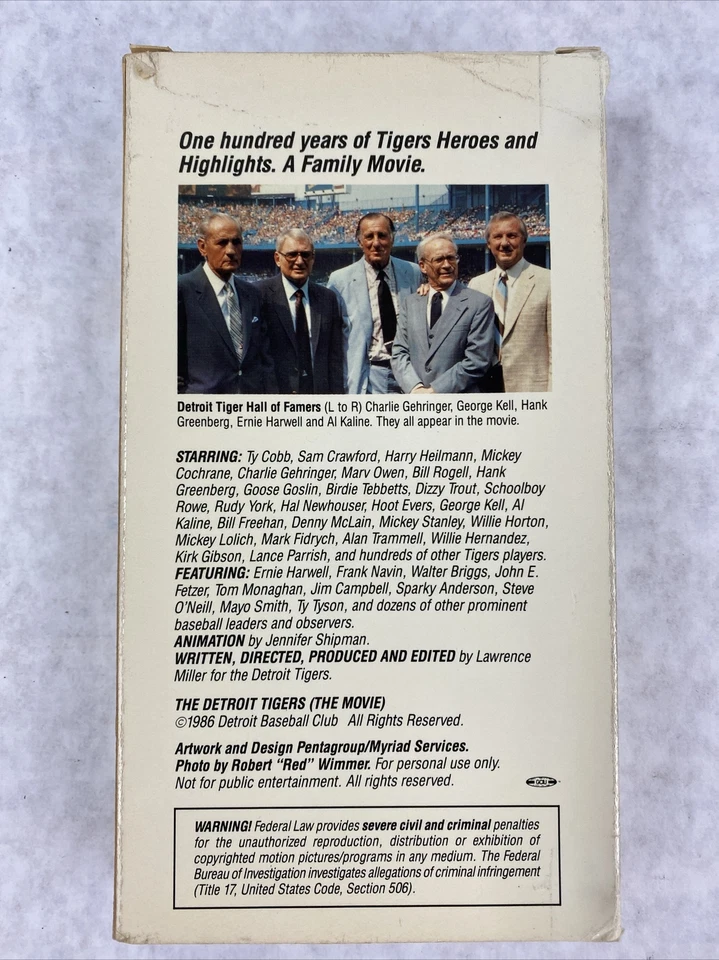 One hundred years of Tigers Heroes and
Highlights. A Family Movie.
Detroit Tiger Hall of Famers (L to R) Charlie Gehringer, George Kell, Hank
Greenberg, Ernie Harwell and Al Kaline. They all appear in the movie.
STARRING: Ty Cobb, Sam Crawford, Harry Heilmann, Mickey
Cochrane, Charlie Gehringer, Marv Owen, Bill Rogell, Hank
Greenberg, Goose Goslin, Birdie Tebbetts, Dizzy Trout, Schoolboy
Rowe, Rudy York, Hal Newhouser, Hoot Evers, George Kell, Al
Kaline, Bill Freehan, Denny McLain, Mickey Stanley, Willie Horton,
Mickey Lolich, Mark Fidrych, Alan Trammell, Willie Hernandez,
Kirk Gibson, Lance Parrish, and hundreds of other Tigers players.
FEATURING: Ernie Harwell, Frank Navin, Walter Briggs, John E.
Fetzer, Tom Monaghan, Jim Campbell, Sparky Anderson, Steve
O'Neill, Mayo Smith, Ty Tyson, and dozens of other prominent
baseball leaders and observers.
ANIMATION by Jennifer Shipman.
WRITTEN, DIRECTED, PRODUCED AND EDITED by Lawrence
Miller for the Detroit Tigers.
THE DETROIT TIGERS (THE MOVIE)
©1986 Detroit Baseball Club All Rights Reserved.
Artwork and Design Pentagroup/Myriad Services.
Photo by Robert "Red" Wimmer. For personal use only.
Not for public entertainment. All rights reserved.
WARNING! Federal Law provides severe civil and criminal penalties
for the unauthorized reproduction, distribution or exhibition of
copyrighted motion pictures/programs in any medium. The Federal
Bureau of Investigation investigates allegations of criminal infringement
(Title 17, United States Code, Section 506).